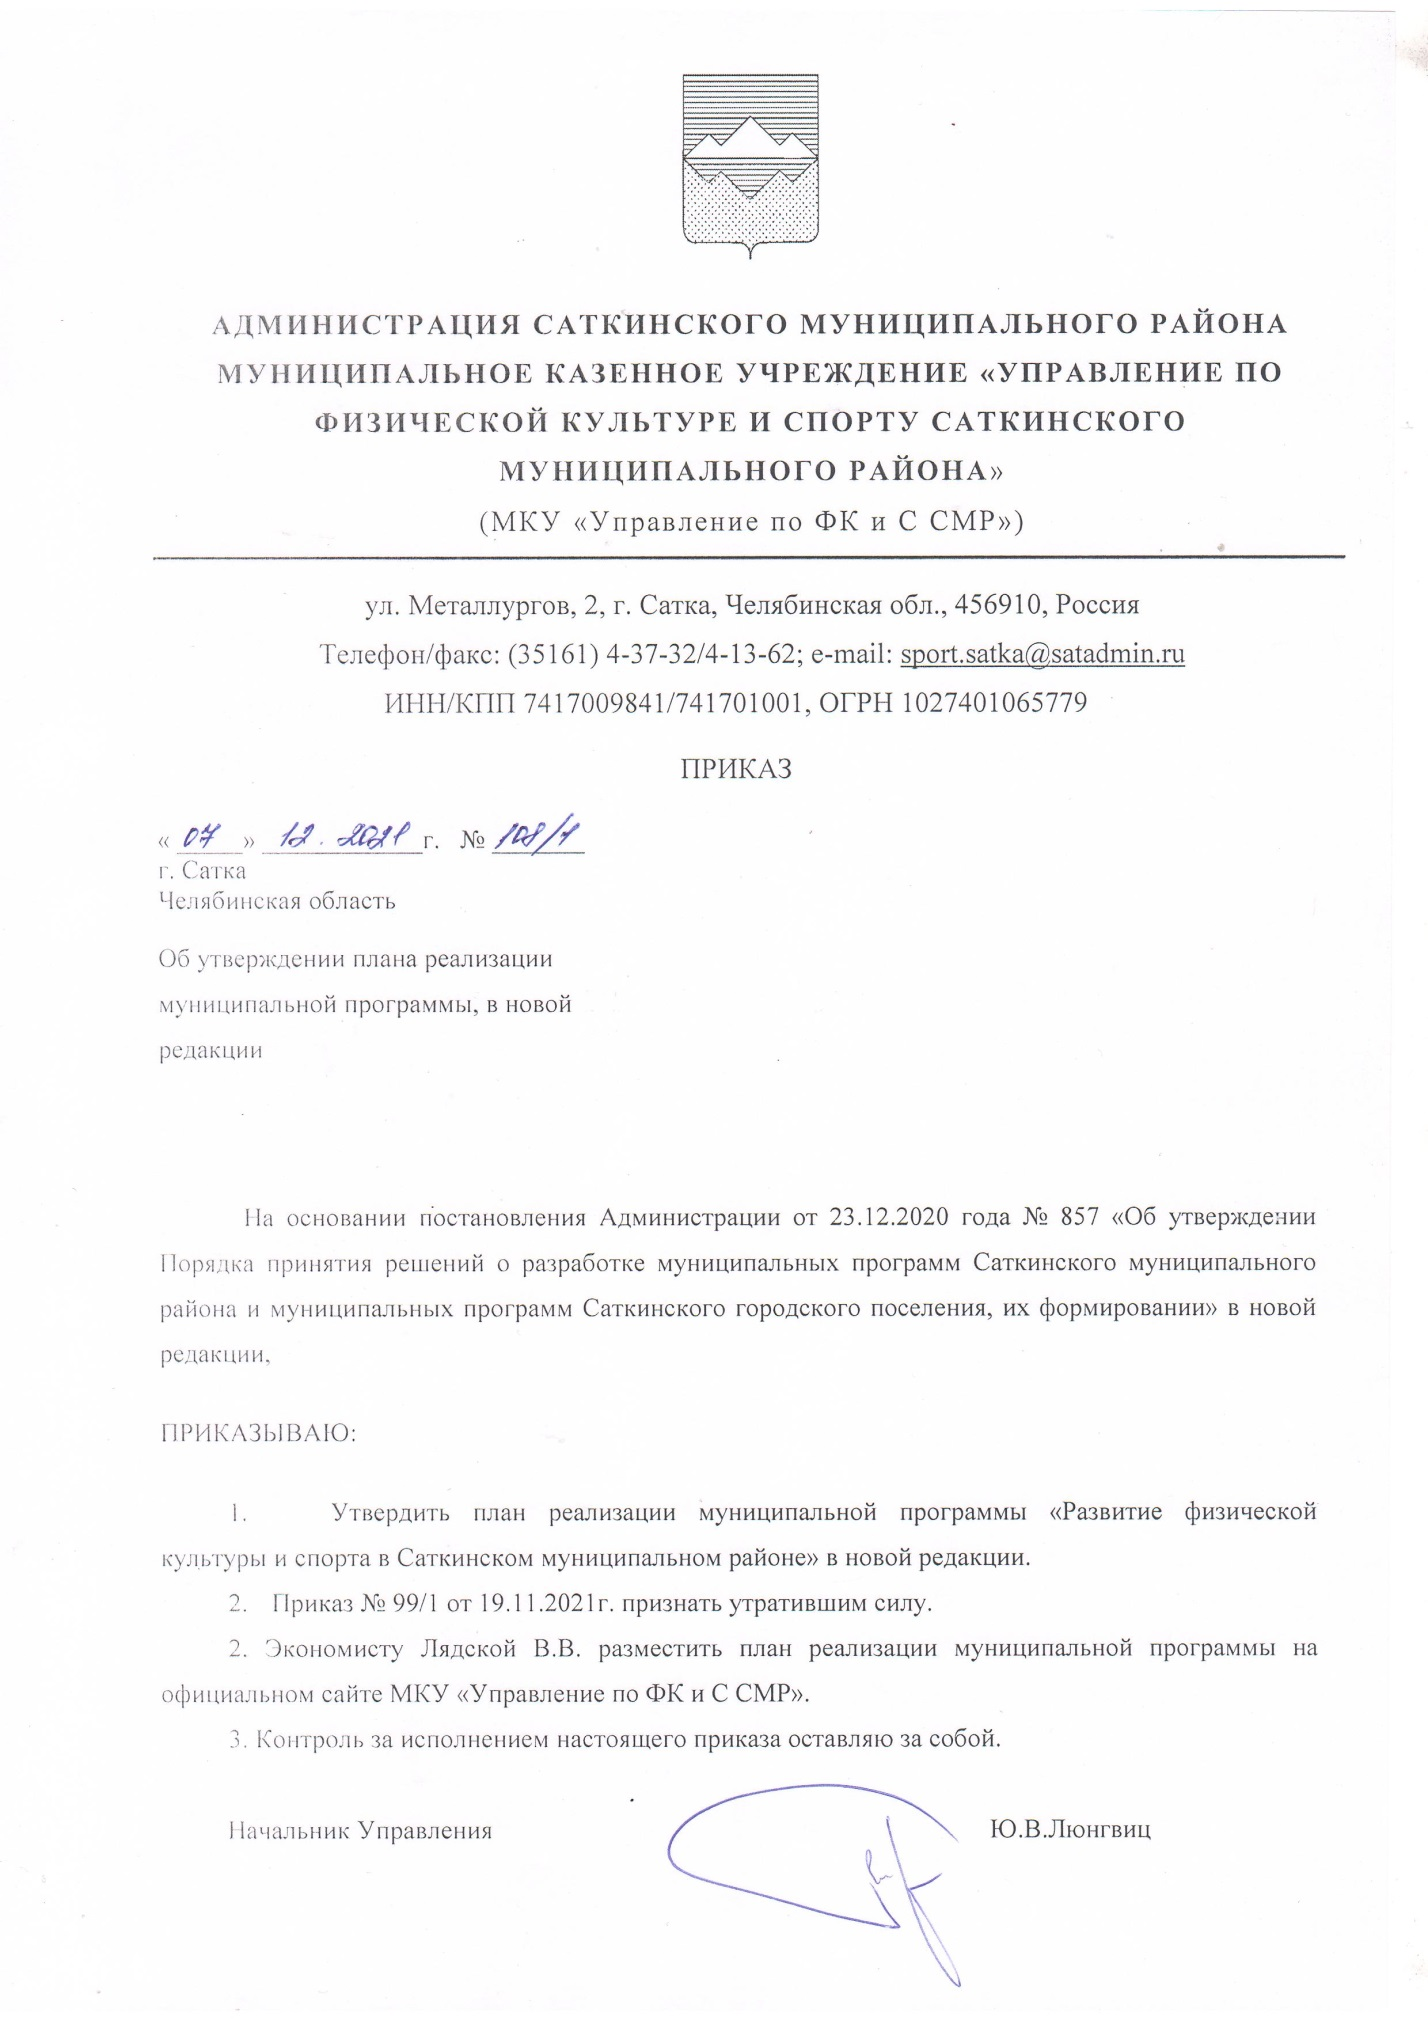 АДМИНИСТРАЦИЯ САТКИНСКОГО МУНИЦИПАЛЬНОГО РАЙОНА
МУНИЦИПАЛЬНОЕ КАЗЕННОЕ УЧРЕЖДЕНИЕ «УПРАВЛЕНИЕ ПО
ФИЗИЧЕСКОЙ КУЛЬТУРЕ И СПОРТУ САТКИНСКОГО
МУНИЦИПАЛЬНОГО РАЙОНА»
(МКУ «Управление по ФК и С СМР»)
ул. Металлургов, 2, г. Сатка, Челябинская обл., 456910, Россия
Телефон/факс: (35161) 4-37-32/4-13-62; e-mail: sport.satka@satadmin.ru
ИНН/КПП 7417009841/741701001, ОГРН 1027401065779
ПРИКАЗ
« 07 » 12. 2021 г. № 108/1
г. Сатка
Челябинская область
Об утверждении плана реализации
муниципальной программы, в новой
редакции
На основании постановления Администрации от 23.12.2020 года № 857 «Об утверждении
Порядка принятия решений о разработке муниципальных программ Саткинского муниципального
района и муниципальных программ Саткинского городского поселения, их формировании» в новой
редакции,
ПРИКАЗЫВАЮ:
1. Утвердить план реализации муниципальной программы «Развитие физической
культуры и спорта в Саткинском муниципальном районе» в новой редакции.
2. Приказ № 99/1 от 19.11.2021г. признать утратившим силу.
2. Экономисту Лядской В.В. разместить план реализации муниципальной программы на
официальном сайте МКУ «Управление по ФК и С СМР».
3. Контроль за исполнением настоящего приказа оставляю за собой.
Начальник Управления Ю.В.Люнгвиц